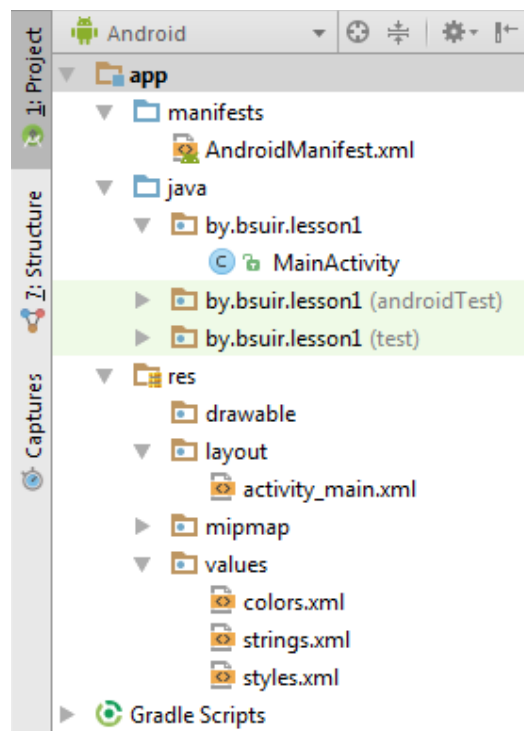 1: Project
7: Structure
Captures
Android
app
manifests
AndroidManifest.xml
java
by.bsuir.lesson1
C MainActivity
by.bsuir.lesson1 (androidTest)
by.bsuir.lesson1 (test)
res
drawable
layout
activity_main.xml
mipmap
values
colors.xml
strings.xml
styles.xml
Gradle Scripts